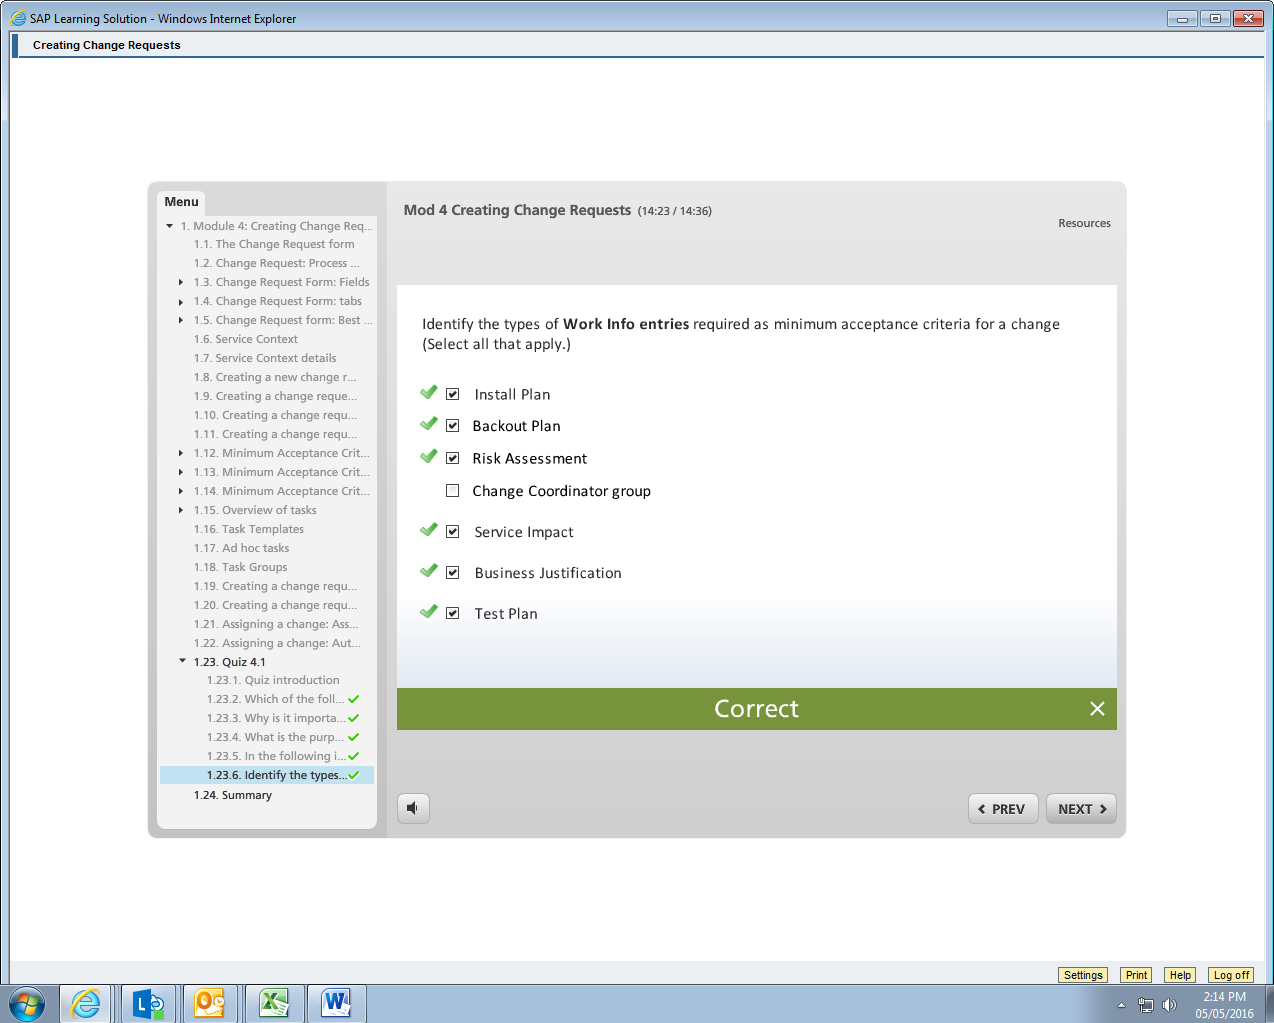 SAP Learning Solution - Windows Internet Explorer
Creating Change Requests
Menu
1. Module 4: Creating Change Req...
1.1. The Change Request form
1.2. Change Request: Process ...
1.3. Change Request Form: Fields
1.4. Change Request Form: tabs
1.5. Change Request form: Best ...
1.6. Service Context
1.7. Service Context details
1.8. Creating a new change r...
1.9. Creating a change reque...
1.10. Creating a change requ...
1.11. Creating a change requ...
1.12. Minimum Acceptance Crit...
1.13. Minimum Acceptance Crit...
1.14. Minimum Acceptance Crit...
1.15. Overview of tasks
1.16. Task Templates
1.17. Ad hoc tasks
1.18. Task Groups
1.19. Creating a change requ...
1.20. Creating a change requ...
1.21. Assigning a change: Ass...
1.22. Assigning a change: Aut...
1.23. Quiz 4.1
1.23.1. Quiz introduction
1.23.2. Which of the foll...
1.23.3. Why is it importa...
1.23.4. What is the purp...
1.23.5. In the following i...
1.23.6. Identify the types...
1.24. Summary
Mod 4 Creating Change Requests (14:23 / 14:36)
Resources
Identify the types of Work Info entries required as minimum acceptance criteria for a change
(Select all that apply.)
Install Plan
Backout Plan
Risk Assessment
Change Coordinator group
Service Impact
Business Justification
Test Plan
Correct
PREV
NEXT
Settings
Print
Help
Log off
2:14 PM
05/05/2016